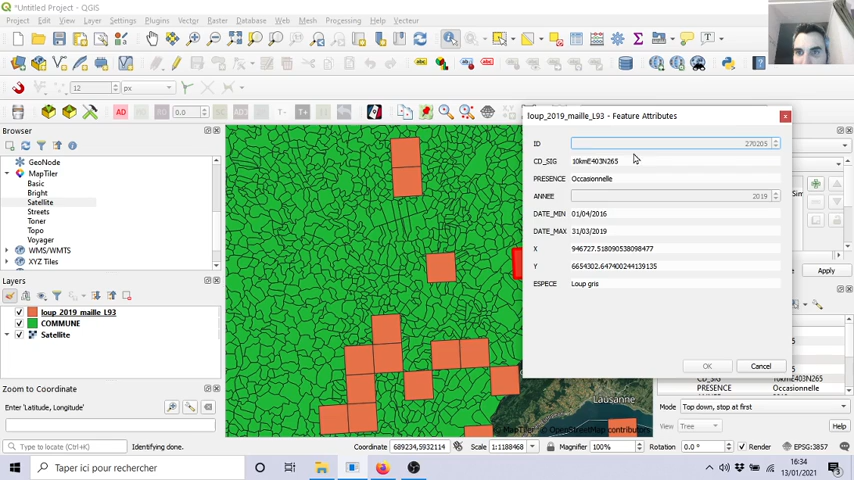 *Untitled Project — QGIS
Project Edit View Layer Settings Plugins Vector Raster Database Web Mesh Processing Help Vecteur
12 px
0.0
loup_2019_maille_L93 - Feature Attributes
ID 270205
CD_SIG 10kmE403N265
PRESENCE Occasionnelle
ANNEE 2019
DATE_MIN 01/04/2016
DATE_MAX 31/03/2019
X 946727.518090538098477
Y 6654302.647400244139135
ESPECE Loup gris
OK Cancel
Browser
GeoNode
MapTiler
Basic
Bright
Satellite
Streets
Toner
Topo
Voyager
WMS/WMTS
XYZ Tiles
Layers
loup_2019_maille_L93
COMMUNE
Satellite
Zoom to Coordinate
Enter 'Latitude, Longitude'
Apply
CD_SIG 10kmE403N265
PRESENCE Occasionnelle
Mode Top down, stop at first
View Tree
Help
Lausanne
© MapTiler © OpenStreetMap contributors
Type to locate (Ctrl+K) Identifying done. Coordinate 689234,5932114 Scale 1:1188468 Magnifier 100% Rotation 0.0 ° Render EPSG:3857
Taper ici pour rechercher
16:34
13/01/2021